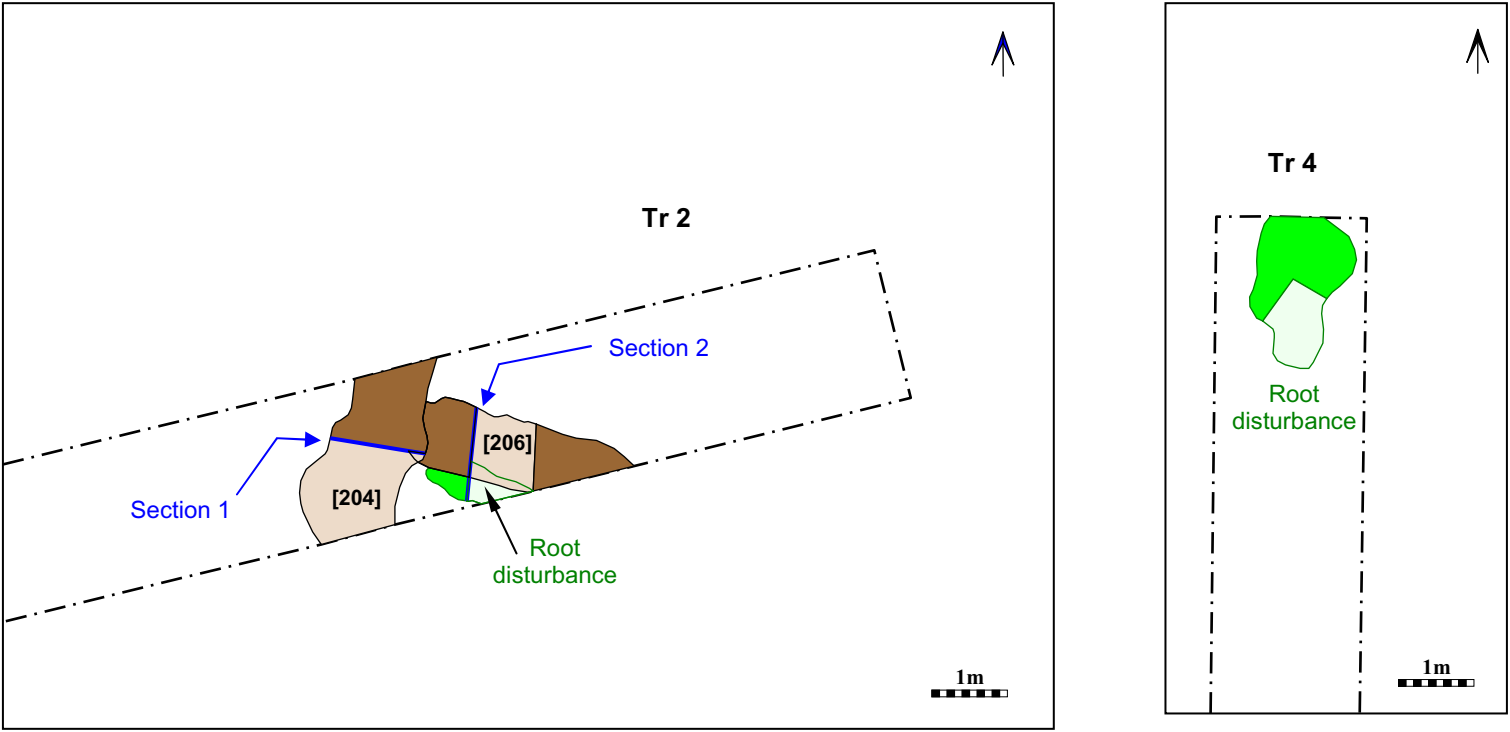 Tr 2
Section 2
[206]
[204]
Section 1
Root
disturbance
1m
Tr 4
Root
disturbance
1m